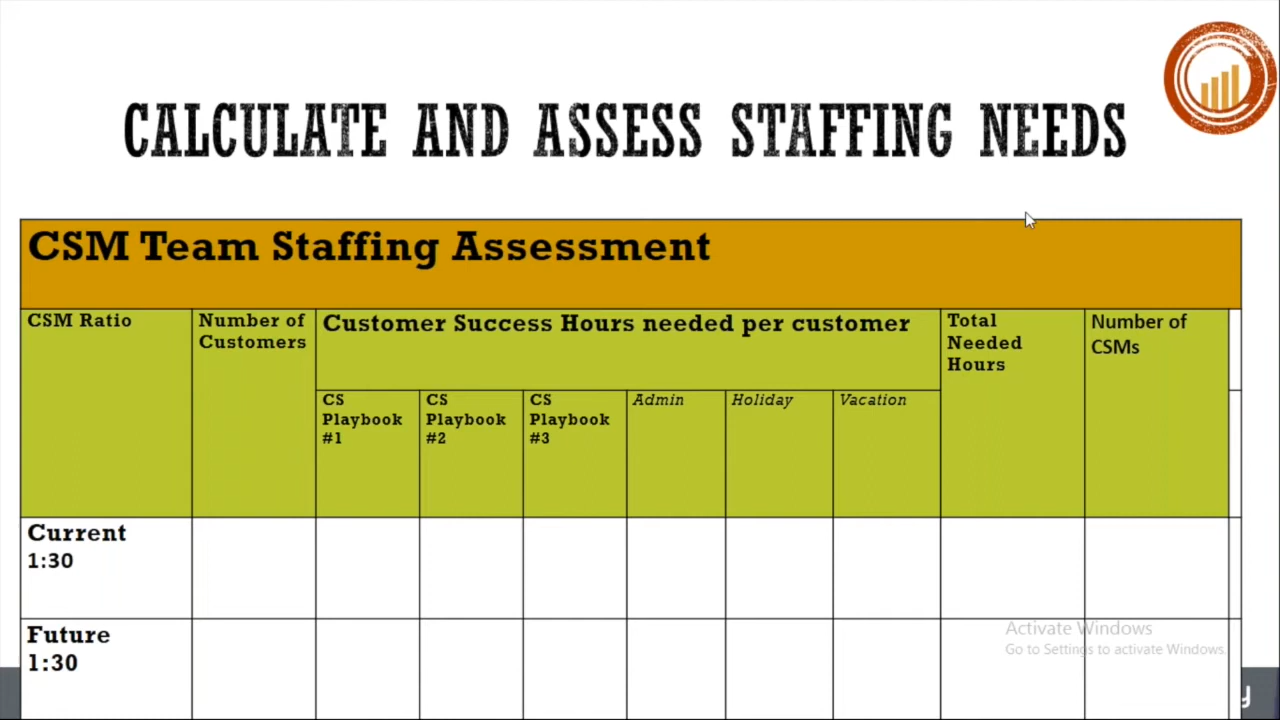 CALCULATE AND ASSESS STAFFING NEEDS
CSM Team Staffing Assessment
CSM Ratio
Number of
Customers
Customer Success Hours needed per customer
Total
Needed
Hours
Number of
CSMs
CS
Playbook
#1
CS
Playbook
#2
CS
Playbook
#3
Admin
Holiday
Vacation
Current
1:30
Future
1:30
Activate Windows
Go to Settings to activate Windows.